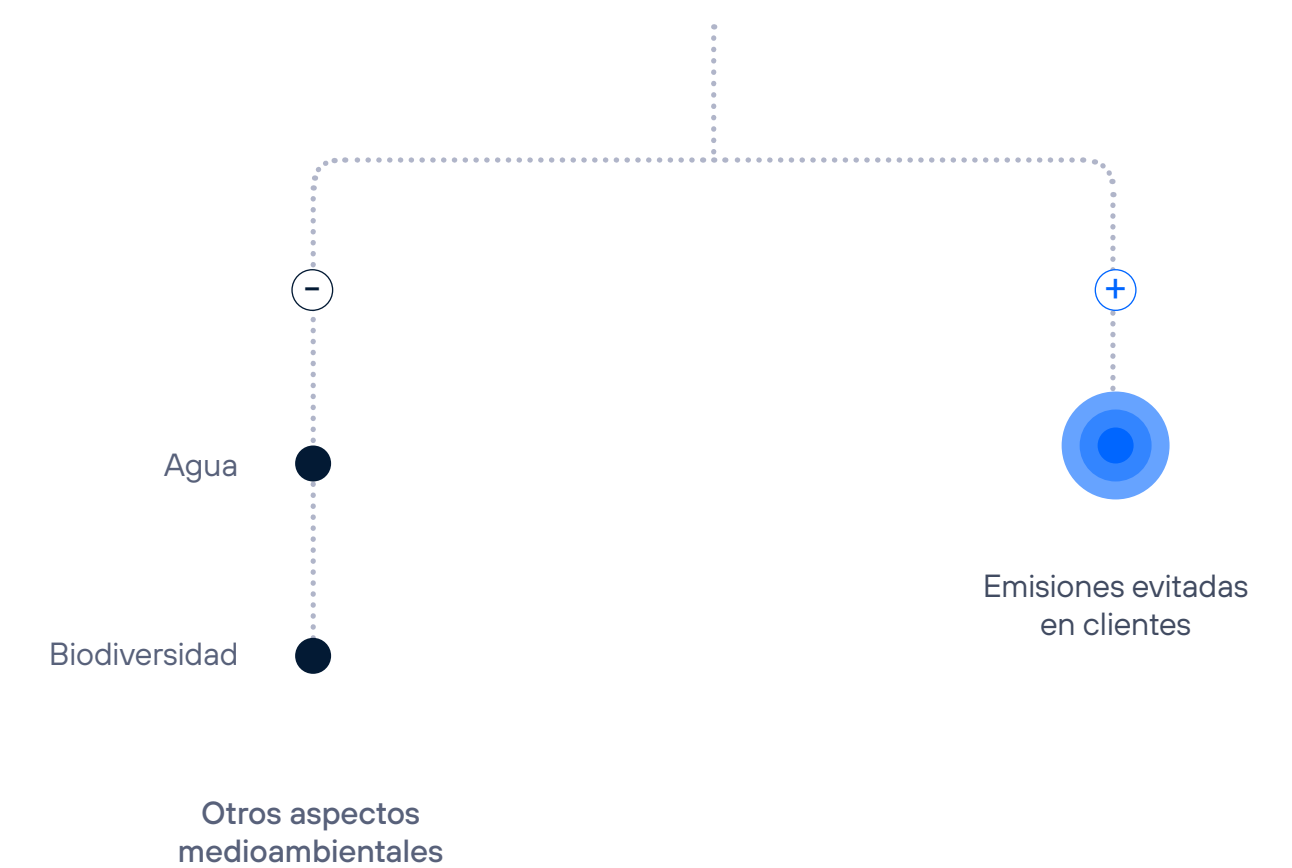 −
+
Agua
Biodiversidad
Emisiones evitadas
en clientes
Otros aspectos
medioambientales